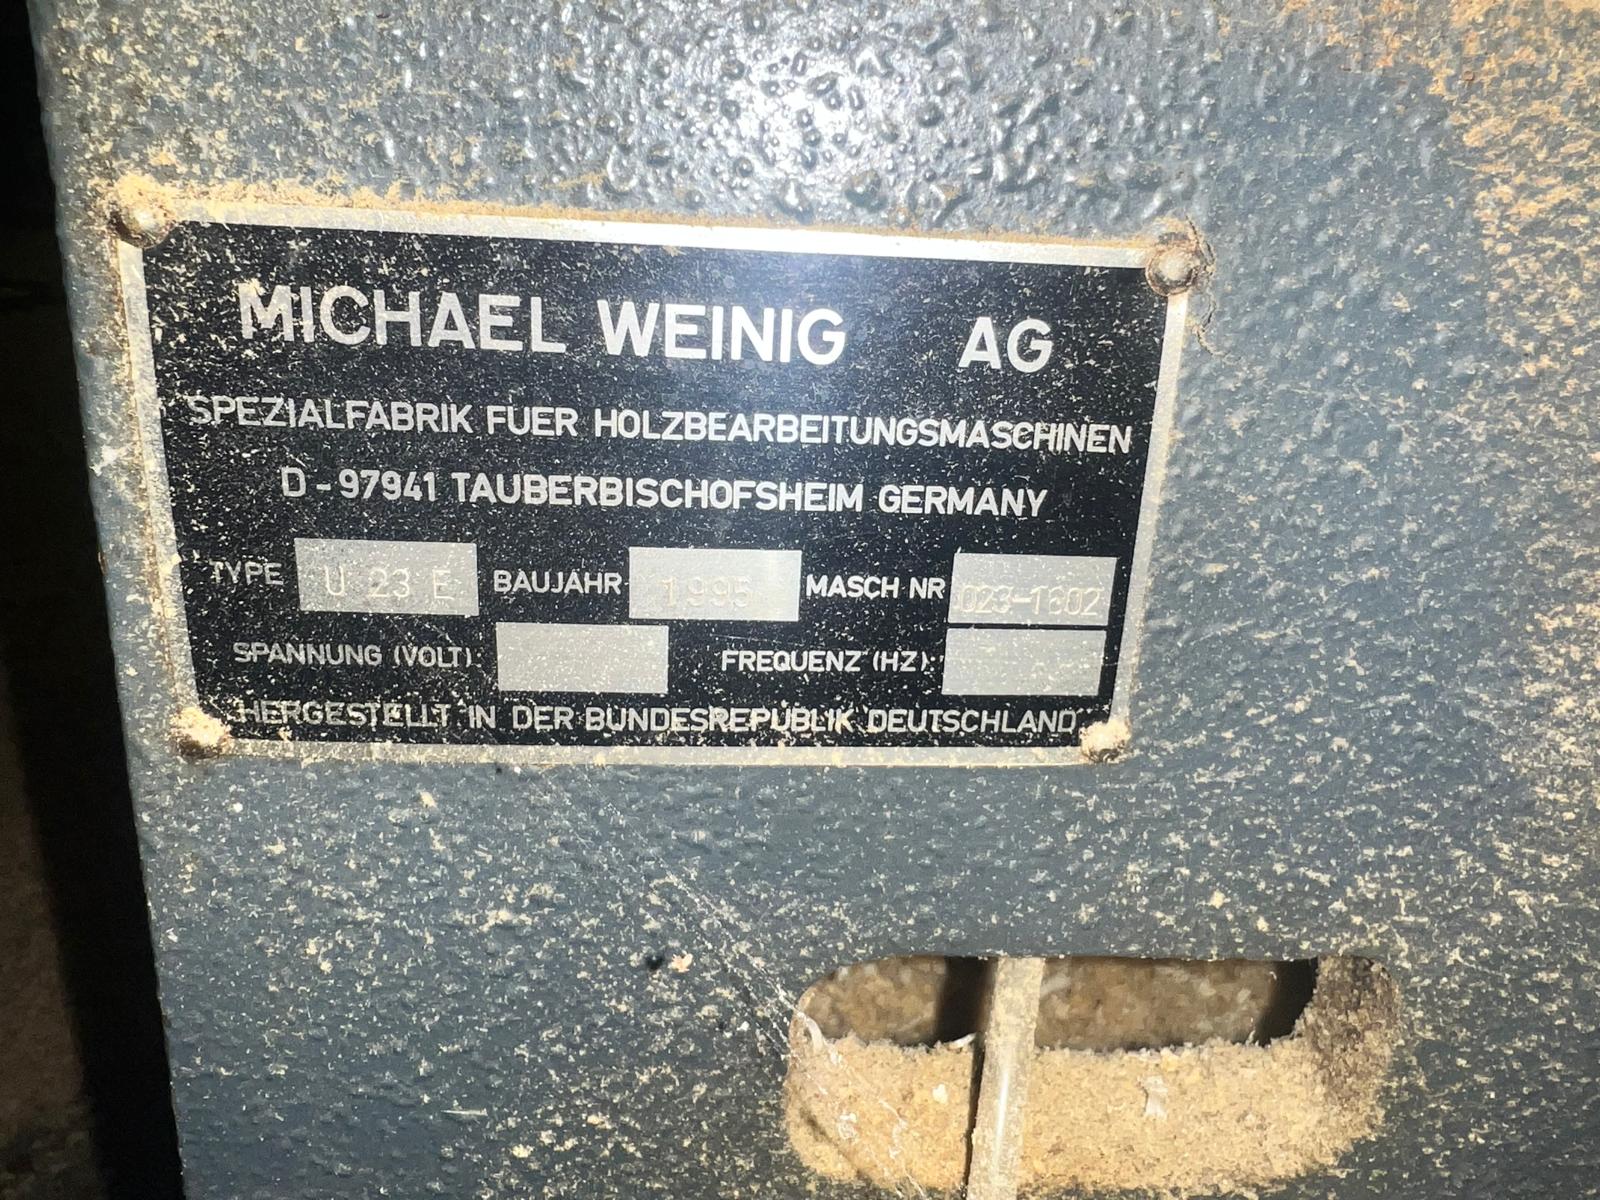 MICHAEL WEINIG AG
SPEZIALFABRIK FUER HOLZBEARBEITUNGSMASCHINEN
D-97941 TAUBERBISCHOFSHEIM GERMANY
TYPE U 23 E BAUJAHR 1995 MASCH NR 023-1602
SPANNUNG (VOLT): FREQUENZ (HZ):
HERGESTELLT IN DER BUNDESREPUBLIK DEUTSCHLAND